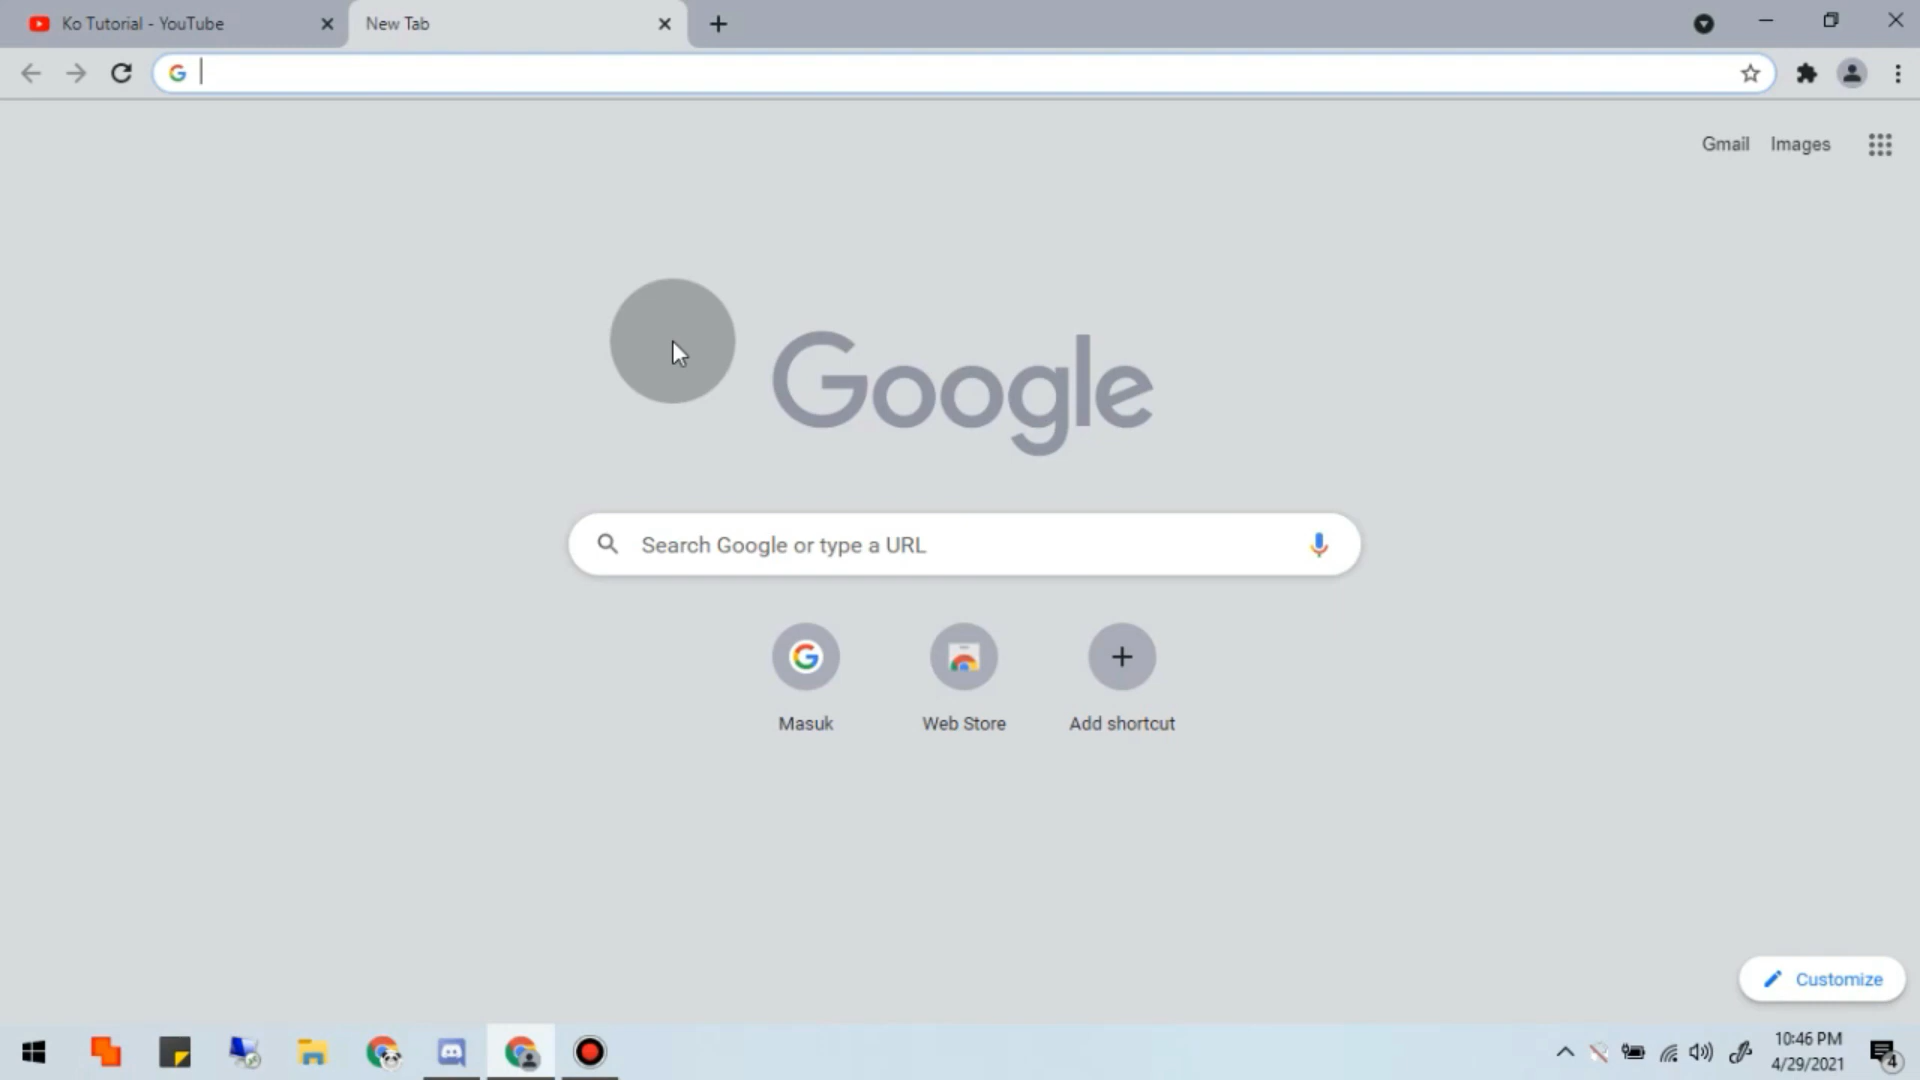 Ko Tutorial - YouTube
New Tab
Gmail Images
Google
Search Google or type a URL
Masuk
Web Store
Add shortcut
Customize
10:46 PM
4/29/2021
4